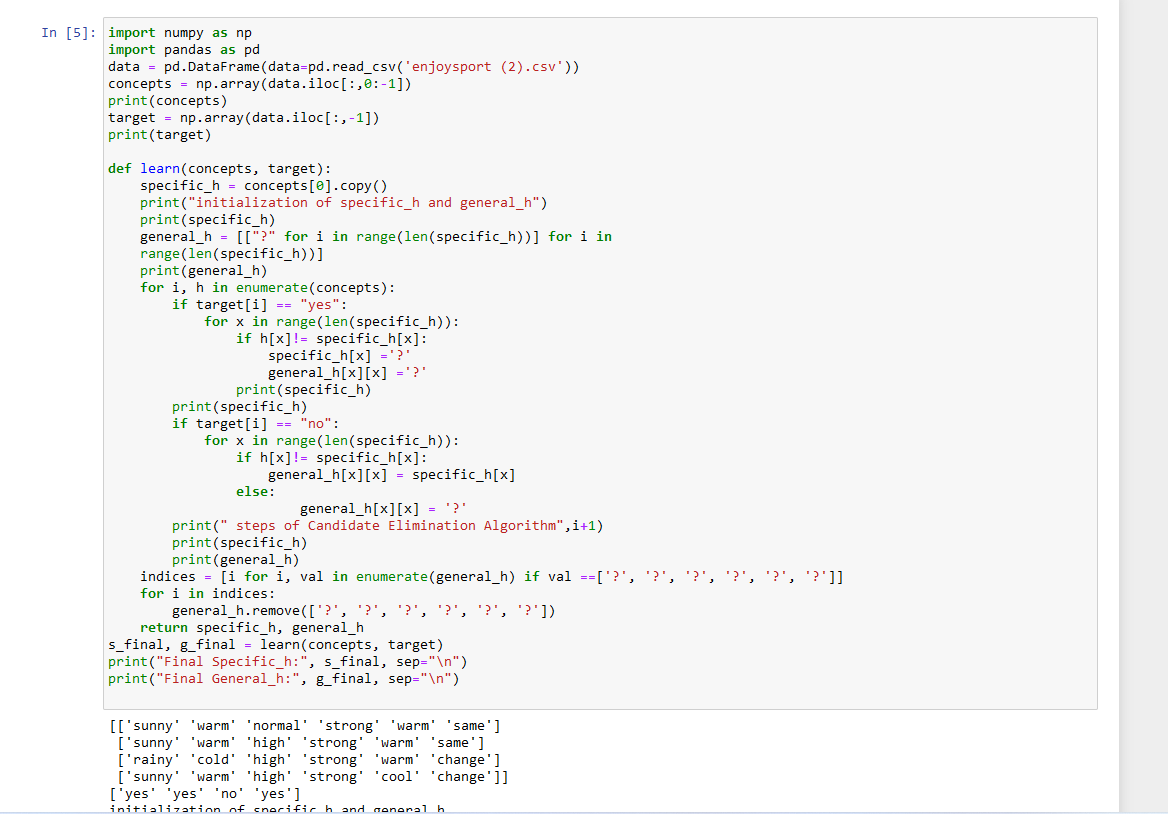 In [5]: import numpy as np
import pandas as pd
data = pd.DataFrame(data=pd.read_csv('enjoysport (2).csv'))
concepts = np.array(data.iloc[:,0:-1])
print(concepts)
target = np.array(data.iloc[:,-1])
print(target)

def learn(concepts, target):
    specific_h = concepts[0].copy()
    print("initialization of specific_h and general_h")
    print(specific_h)
    general_h = [["?" for i in range(len(specific_h))] for i in
    range(len(specific_h))]
    print(general_h)
    for i, h in enumerate(concepts):
        if target[i] == "yes":
            for x in range(len(specific_h)):
                if h[x]!= specific_h[x]:
                    specific_h[x] ='?'
                    general_h[x][x] ='?'
                print(specific_h)
        print(specific_h)
        if target[i] == "no":
            for x in range(len(specific_h)):
                if h[x]!= specific_h[x]:
                    general_h[x][x] = specific_h[x]
                else:
                        general_h[x][x] = '?'
        print(" steps of Candidate Elimination Algorithm",i+1)
        print(specific_h)
        print(general_h)
    indices = [i for i, val in enumerate(general_h) if val ==['?', '?', '?', '?', '?', '?']]
    for i in indices:
        general_h.remove(['?', '?', '?', '?', '?', '?'])
    return specific_h, general_h
s_final, g_final = learn(concepts, target)
print("Final Specific_h:", s_final, sep="\n")
print("Final General_h:", g_final, sep="\n")

[['sunny' 'warm' 'normal' 'strong' 'warm' 'same']
 ['sunny' 'warm' 'high' 'strong' 'warm' 'same']
 ['rainy' 'cold' 'high' 'strong' 'warm' 'change']
 ['sunny' 'warm' 'high' 'strong' 'cool' 'change']]
['yes' 'yes' 'no' 'yes']
initialization of specific_h and general_h